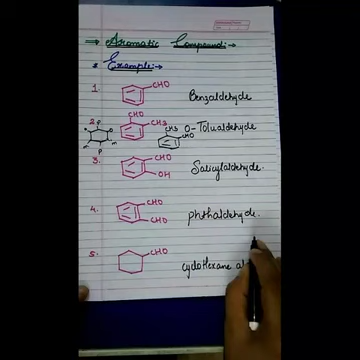 ⇒ Aromatic Compound:→
* Example:→
1. CHO Benzaldehyde
2. CHO CH3 CH3 CHO O-Tolualdehyde
P o m m P
3. CHO OH Salicylaldehyde.
4. CHO CHO phthaldehyde.
5. CHO cycloHexane al